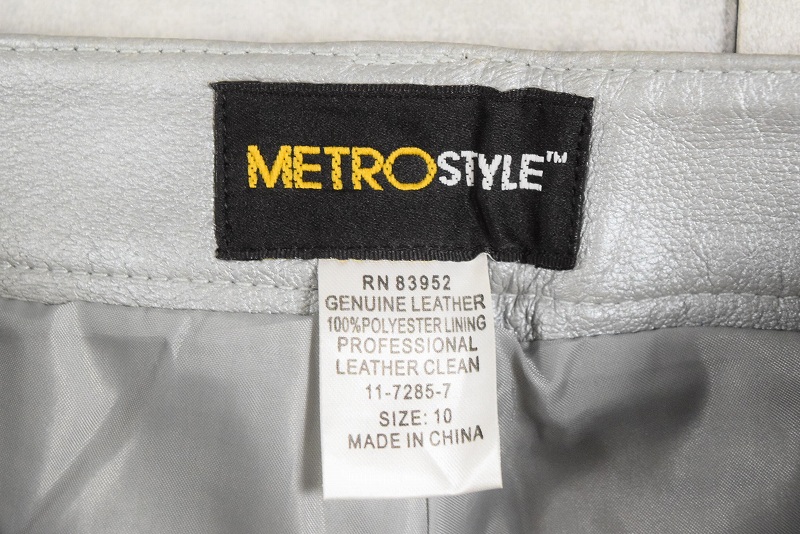 METROSTYLE™
RN 83952
GENUINE LEATHER
100%POLYESTER LINING
PROFESSIONAL
LEATHER CLEAN
11-7285-7
SIZE: 10
MADE IN CHINA